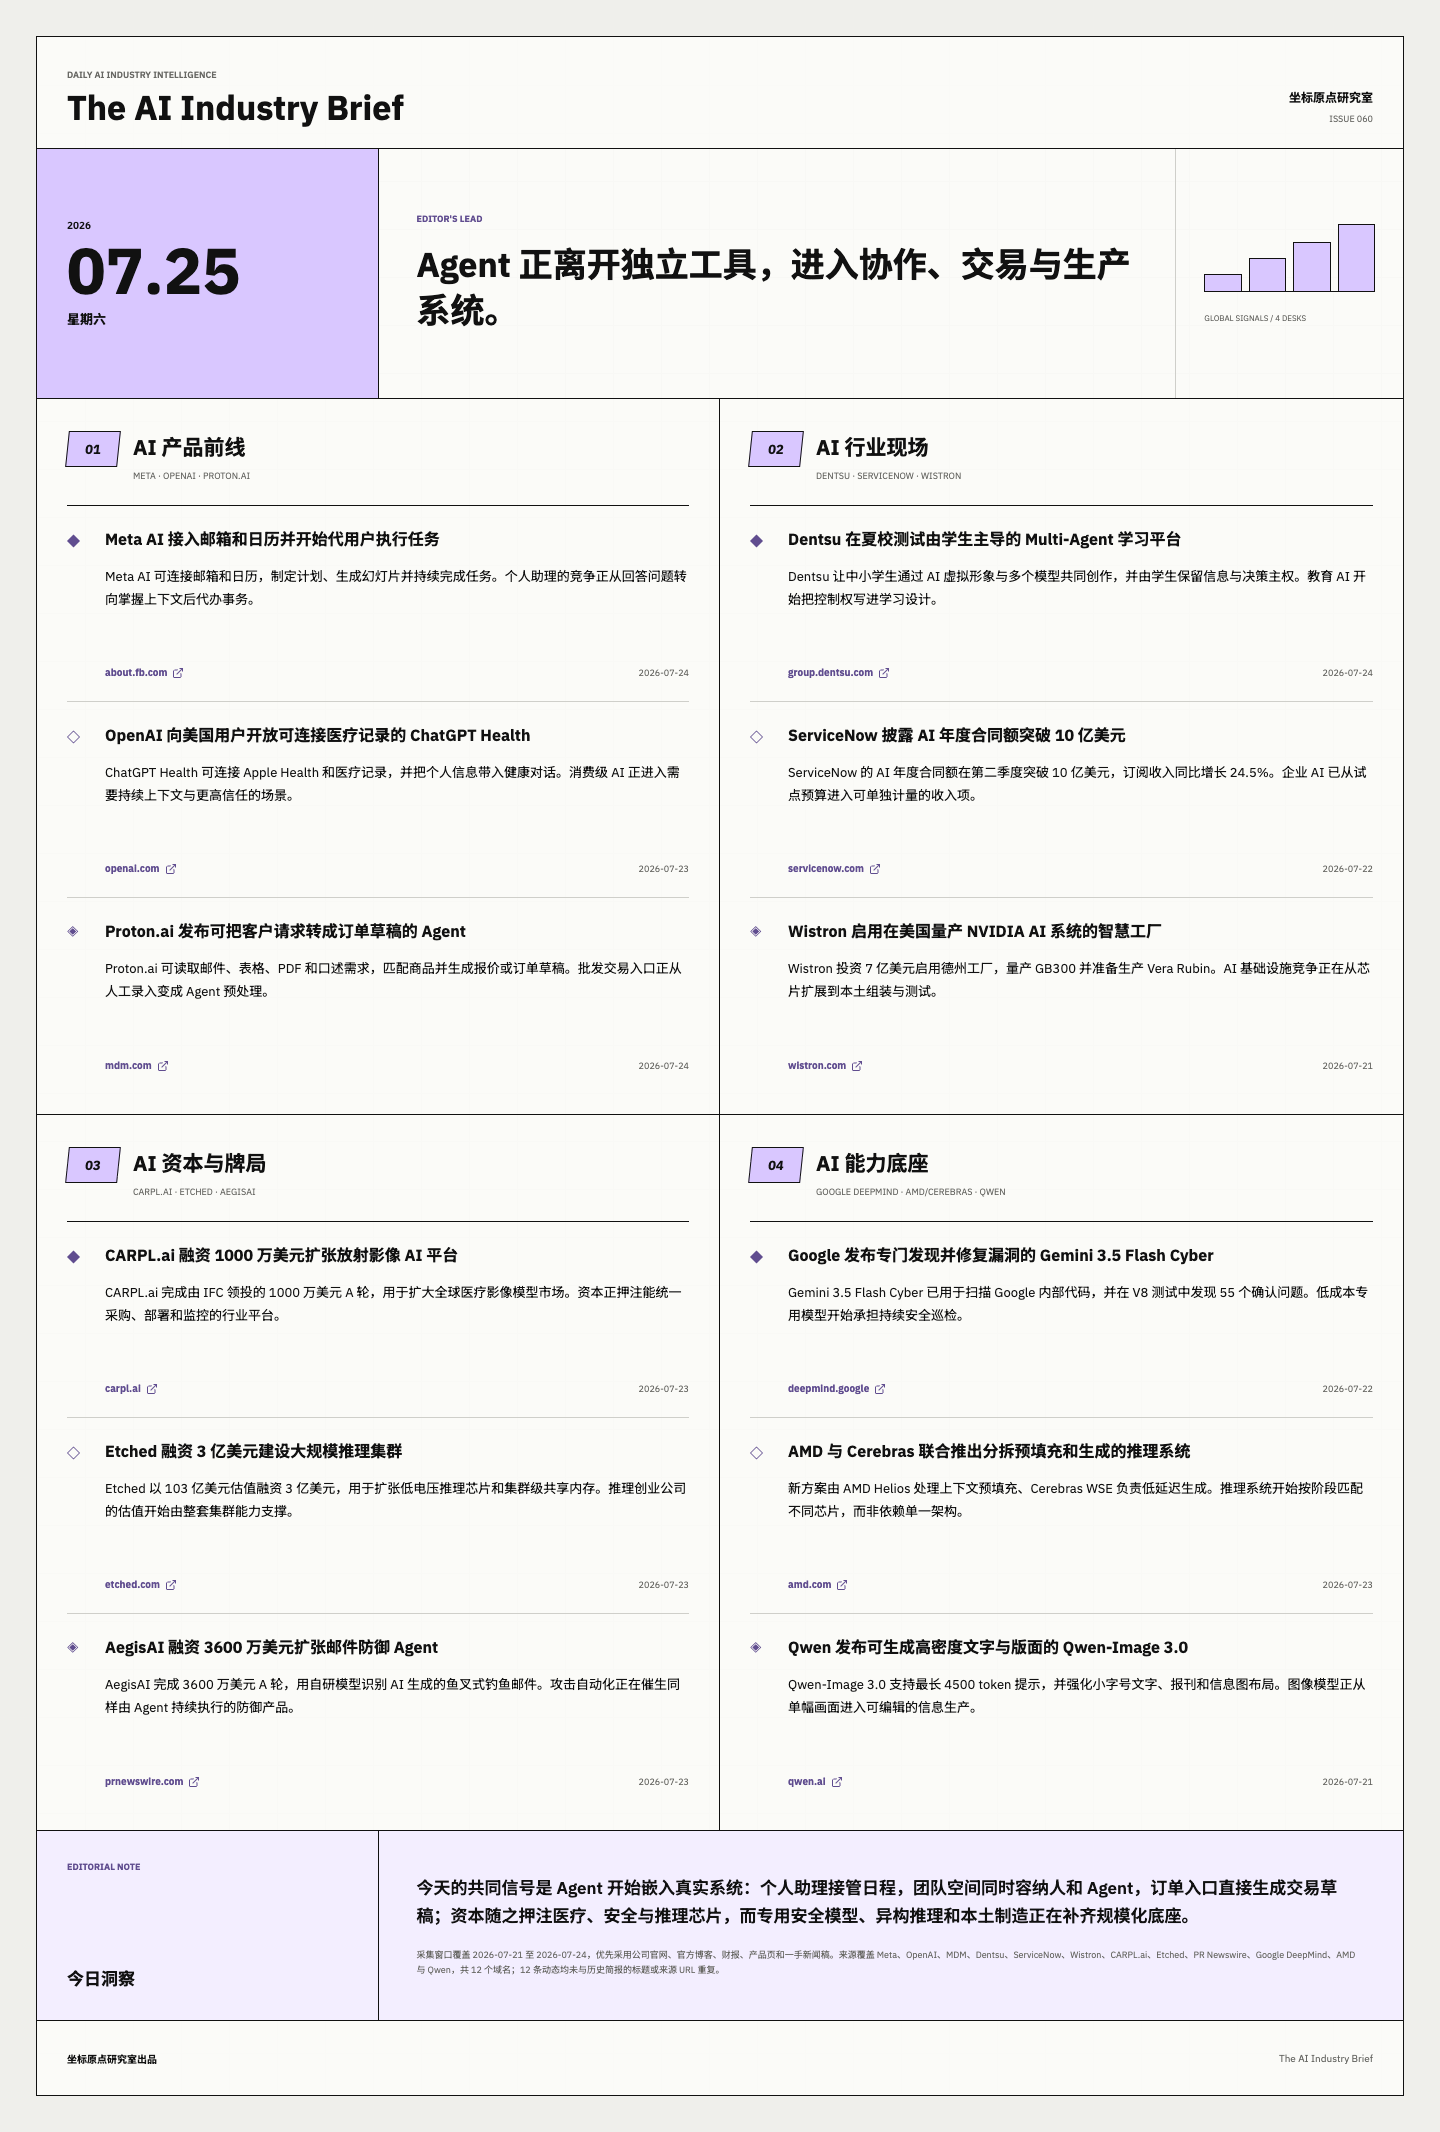 DAILY AI INDUSTRY INTELLIGENCE
The AI Industry Brief
坐标原点研究室
ISSUE 060
2026
07.25
星期六
EDITOR'S LEAD
Agent 正离开独立工具，进入协作、交易与生产
系统。
GLOBAL SIGNALS / 4 DESKS
01
AI 产品前线
META · OPENAI · PROTON.AI
Meta AI 接入邮箱和日历并开始代用户执行任务
Meta AI 可连接邮箱和日历，制定计划、生成幻灯片并持续完成任务。个人助理的竞争正从回答问题转
向掌握上下文后代办事务。
about.fb.com
2026-07-24
OpenAI 向美国用户开放可连接医疗记录的 ChatGPT Health
ChatGPT Health 可连接 Apple Health 和医疗记录，并把个人信息带入健康对话。消费级 AI 正进入需
要持续上下文与更高信任的场景。
openai.com
2026-07-23
Proton.ai 发布可把客户请求转成订单草稿的 Agent
Proton.ai 可读取邮件、表格、PDF 和口述需求，匹配商品并生成报价或订单草稿。批发交易入口正从
人工录入变成 Agent 预处理。
mdm.com
2026-07-24
02
AI 行业现场
DENTSU · SERVICENOW · WISTRON
Dentsu 在夏校测试由学生主导的 Multi-Agent 学习平台
Dentsu 让中小学生通过 AI 虚拟形象与多个模型共同创作，并由学生保留信息与决策主权。教育 AI 开
始把控制权写进学习设计。
group.dentsu.com
2026-07-24
ServiceNow 披露 AI 年度合同额突破 10 亿美元
ServiceNow 的 AI 年度合同额在第二季度突破 10 亿美元，订阅收入同比增长 24.5%。企业 AI 已从试
点预算进入可单独计量的收入项。
servicenow.com
2026-07-22
Wistron 启用在美国量产 NVIDIA AI 系统的智慧工厂
Wistron 投资 7 亿美元启用德州工厂，量产 GB300 并准备生产 Vera Rubin。AI 基础设施竞争正在从芯
片扩展到本土组装与测试。
wistron.com
2026-07-21
03
AI 资本与牌局
CARPL.AI · ETCHED · AEGISAI
CARPL.ai 融资 1000 万美元扩张放射影像 AI 平台
CARPL.ai 完成由 IFC 领投的 1000 万美元 A 轮，用于扩大全球医疗影像模型市场。资本正押注能统一
采购、部署和监控的行业平台。
carpl.ai
2026-07-23
Etched 融资 3 亿美元建设大规模推理集群
Etched 以 103 亿美元估值融资 3 亿美元，用于扩张低电压推理芯片和集群级共享内存。推理创业公司
的估值开始由整套集群能力支撑。
etched.com
2026-07-23
AegisAI 融资 3600 万美元扩张邮件防御 Agent
AegisAI 完成 3600 万美元 A 轮，用自研模型识别 AI 生成的鱼叉式钓鱼邮件。攻击自动化正在催生同
样由 Agent 持续执行的防御产品。
prnewswire.com
2026-07-23
04
AI 能力底座
GOOGLE DEEPMIND · AMD/CEREBRAS · QWEN
Google 发布专门发现并修复漏洞的 Gemini 3.5 Flash Cyber
Gemini 3.5 Flash Cyber 已用于扫描 Google 内部代码，并在 V8 测试中发现 55 个确认问题。低成本专
用模型开始承担持续安全巡检。
deepmind.google
2026-07-22
AMD 与 Cerebras 联合推出分拆预填充和生成的推理系统
新方案由 AMD Helios 处理上下文预填充、Cerebras WSE 负责低延迟生成。推理系统开始按阶段匹配
不同芯片，而非依赖单一架构。
amd.com
2026-07-23
Qwen 发布可生成高密度文字与版面的 Qwen-Image 3.0
Qwen-Image 3.0 支持最长 4500 token 提示，并强化小字号文字、报刊和信息图布局。图像模型正从
单幅画面进入可编辑的信息生产。
qwen.ai
2026-07-21
EDITORIAL NOTE
今日洞察
今天的共同信号是 Agent 开始嵌入真实系统：个人助理接管日程，团队空间同时容纳人和 Agent，订单入口直接生成交易草
稿；资本随之押注医疗、安全与推理芯片，而专用安全模型、异构推理和本土制造正在补齐规模化底座。
采集窗口覆盖 2026-07-21 至 2026-07-24，优先采用公司官网、官方博客、财报、产品页和一手新闻稿。来源覆盖 Meta、OpenAI、MDM、Dentsu、ServiceNow、Wistron、CARPL.ai、Etched、PR Newswire、Google DeepMind、AMD
与 Qwen，共 12 个域名；12 条动态均未与历史简报的标题或来源 URL 重复。
坐标原点研究室出品
The AI Industry Brief